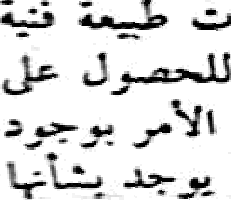 ت طبيعة فنية
للحصول على
الأمر بوجود
يوجد بشأنها